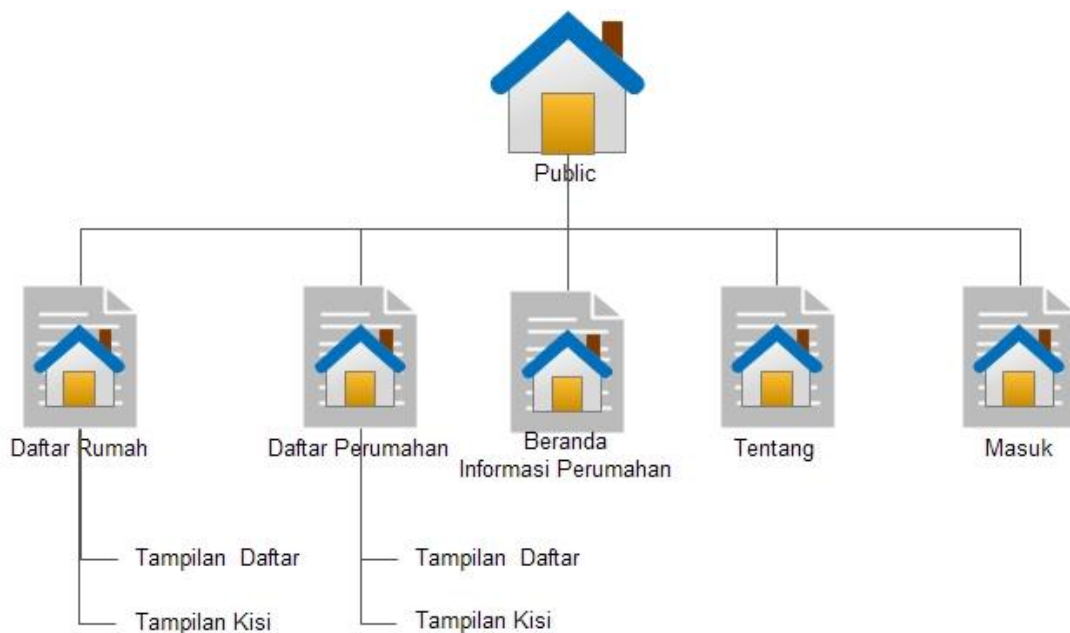 Public
Daftar Rumah
Daftar Perumahan
Beranda
Informasi Perumahan
Tentang
Masuk
Tampilan Daftar
Tampilan Kisi
Tampilan Daftar
Tampilan Kisi